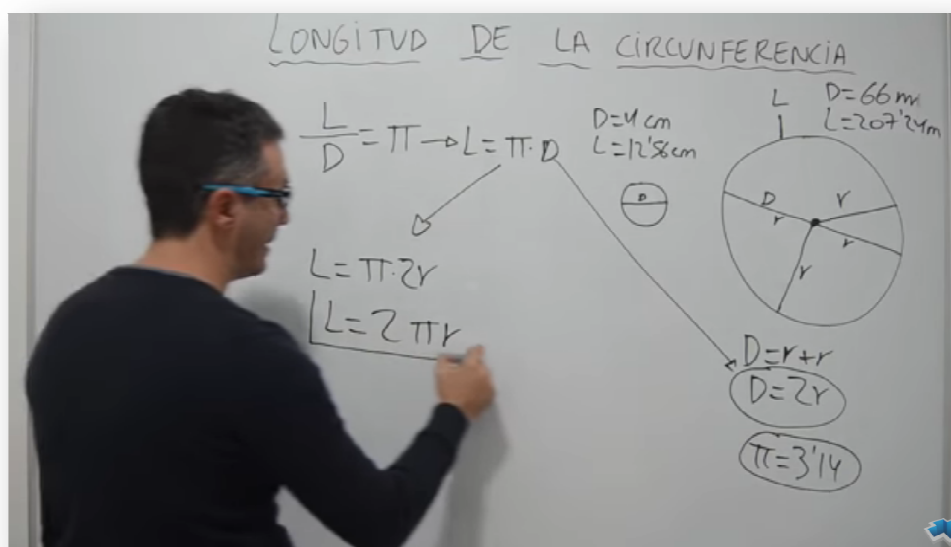 LONGITUD DE LA CIRCUNFERENCIA
L/D = π → L = π · D
L = π · 2r
L = 2πr
D = 4 cm
L = 12'56 cm
D
L
D = 66 m
L = 207'24 m
D
r
r
r
r
D = r + r
D = 2r
π = 3'14